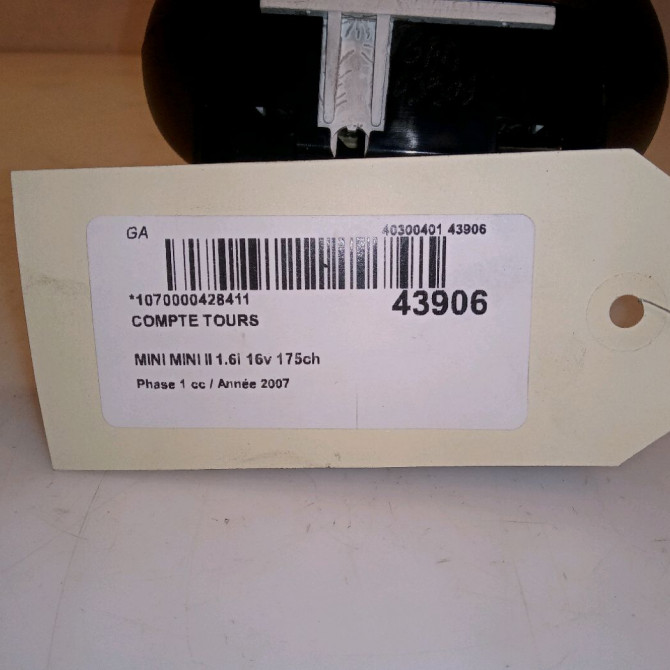 GA
40300401 43906
*1070000428411
43906
COMPTE TOURS
MINI MINI II 1.6i 16v 175ch
Phase 1 cc / Année 2007